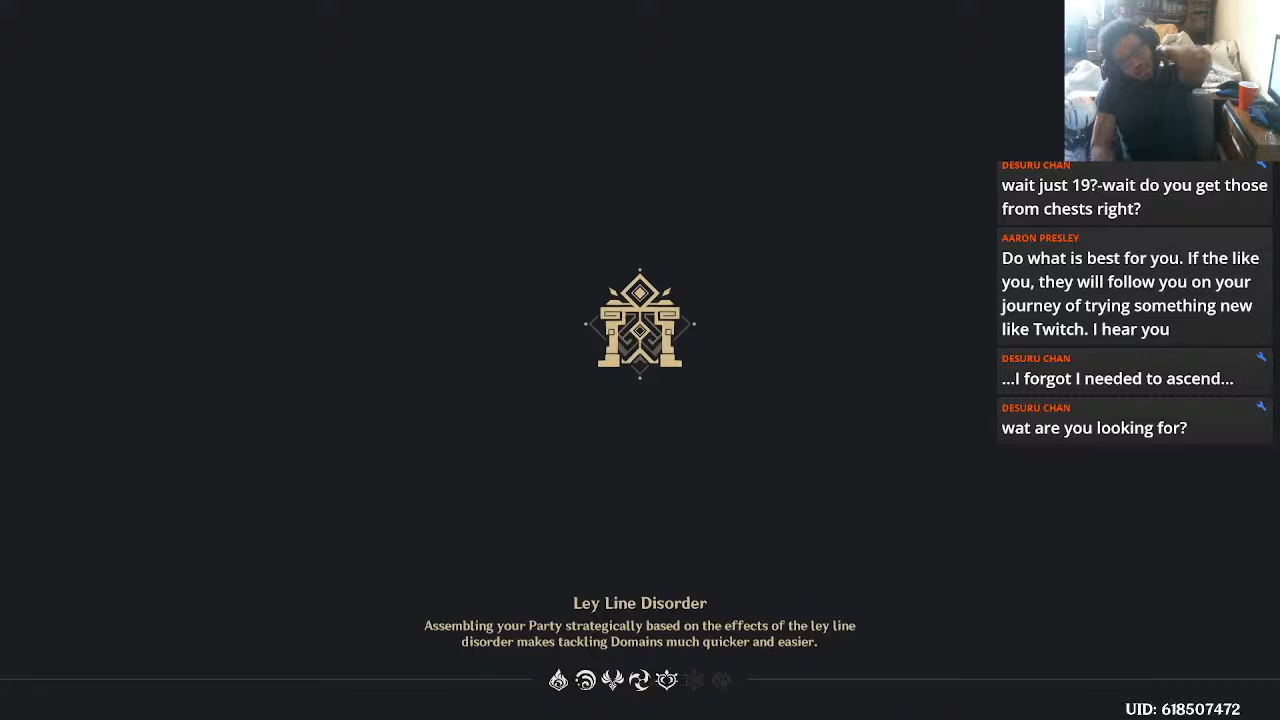 DESURU CHAN
wait just 19?-wait do you get those
from chests right?
AARON PRESLEY
Do what is best for you. If the like
you, they will follow you on your
journey of trying something new
like Twitch. I hear you
DESURU CHAN
...I forgot I needed to ascend...
DESURU CHAN
wat are you looking for?
Ley Line Disorder
Assembling your Party strategically based on the effects of the ley line
disorder makes tackling Domains much quicker and easier.
UID: 618507472